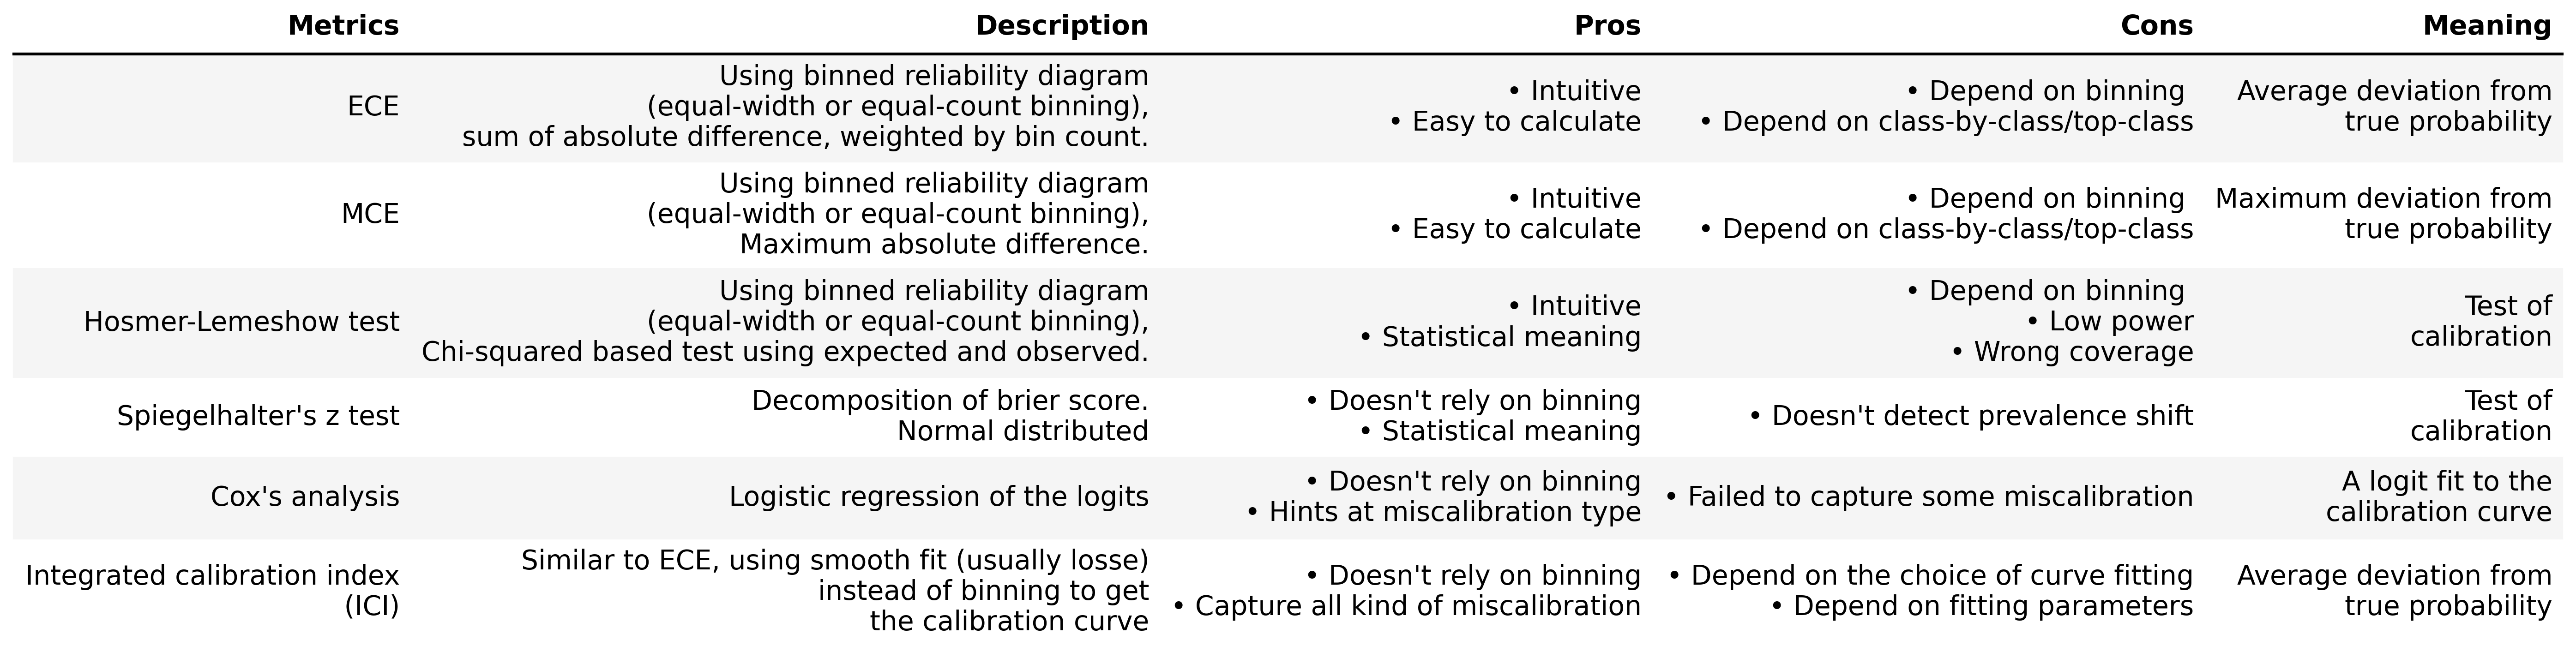 Metrics Description Pros Cons Meaning
ECE
Using binned reliability diagram
(equal-width or equal-count binning),
sum of absolute difference, weighted by bin count.
• Intuitive
• Easy to calculate
• Depend on binning
• Depend on class-by-class/top-class
Average deviation from
true probability
MCE
Using binned reliability diagram
(equal-width or equal-count binning),
Maximum absolute difference.
• Intuitive
• Easy to calculate
• Depend on binning
• Depend on class-by-class/top-class
Maximum deviation from
true probability
Hosmer-Lemeshow test
Using binned reliability diagram
(equal-width or equal-count binning),
Chi-squared based test using expected and observed.
• Intuitive
• Statistical meaning
• Depend on binning
• Low power
• Wrong coverage
Test of
calibration
Spiegelhalter's z test
Decomposition of brier score.
Normal distributed
• Doesn't rely on binning
• Statistical meaning
• Doesn't detect prevalence shift
Test of
calibration
Cox's analysis
Logistic regression of the logits
• Doesn't rely on binning
• Hints at miscalibration type
• Failed to capture some miscalibration
A logit fit to the
calibration curve
Integrated calibration index
(ICI)
Similar to ECE, using smooth fit (usually losse)
instead of binning to get
the calibration curve
• Doesn't rely on binning
• Capture all kind of miscalibration
• Depend on the choice of curve fitting
• Depend on fitting parameters
Average deviation from
true probability